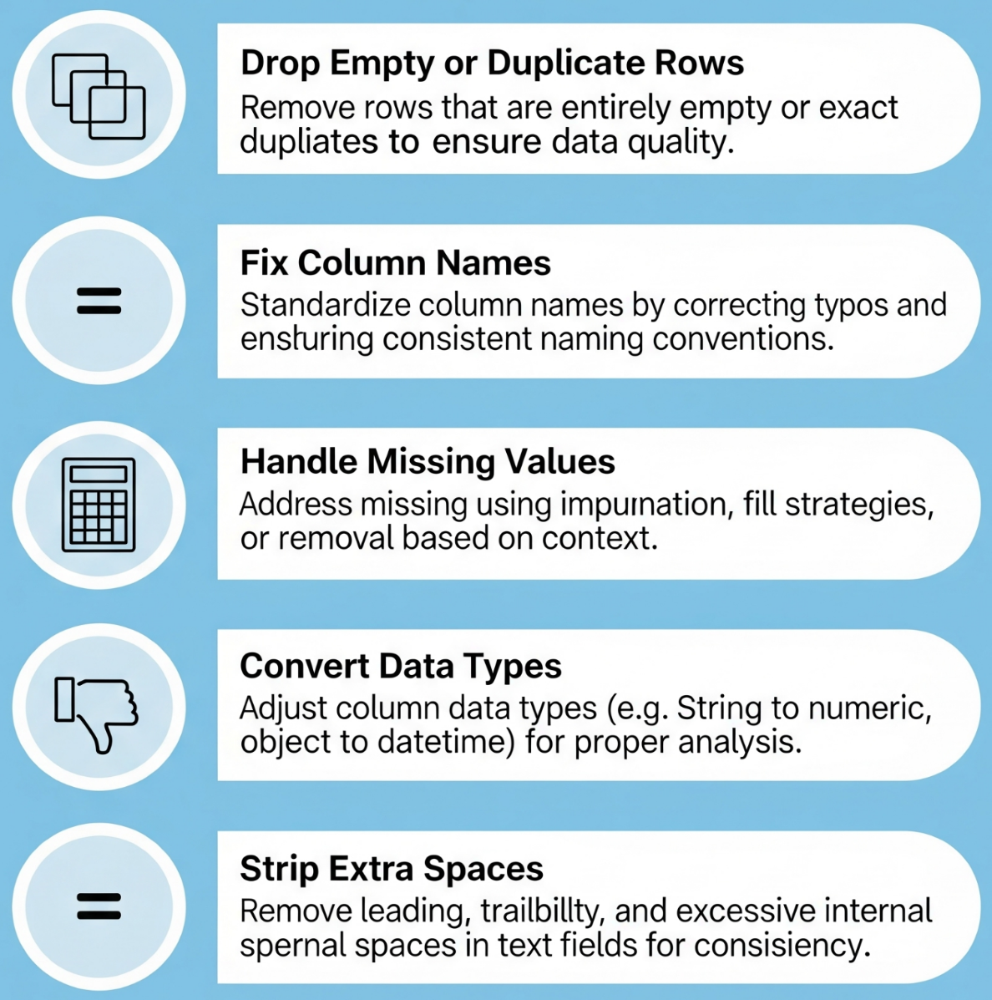 Drop Empty or Duplicate Rows
Remove rows that are entirely empty or exact
dupliates to ensure data quality.
Fix Column Names
Standardize column names by correctng typos and
ensturing consistent naming conventions.
Handle Missing Values
Address missing using impumation, fill strategies,
or removal based on context.
Convert Data Types
Adjust column data types (e.g. String to numeric,
object to datetime) for proper analysis.
Strip Extra Spaces
Remove leading, trailbillty, and excessive internal
spernal spaces in text fields for consisiency.